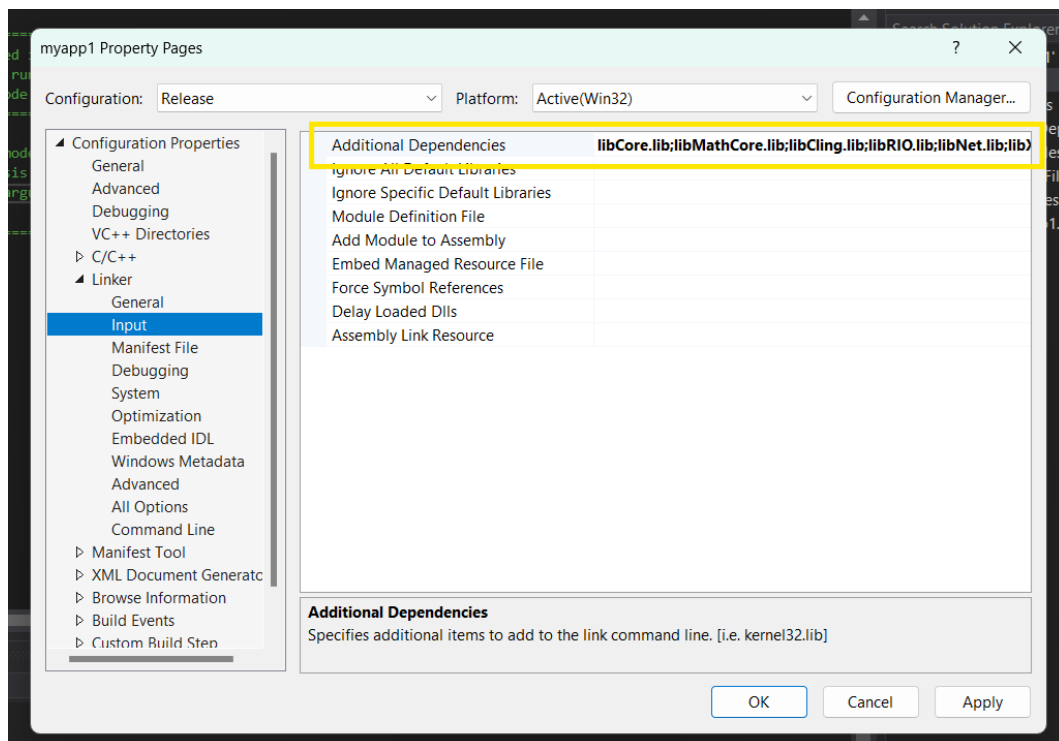 Search Solution Explorer
myapp1 Property Pages
?
Configuration: Release Platform: Active(Win32) Configuration Manager...
Configuration Properties
General
Advanced
Debugging
VC++ Directories
C/C++
Linker
General
Input
Manifest File
Debugging
System
Optimization
Embedded IDL
Windows Metadata
Advanced
All Options
Command Line
Manifest Tool
XML Document Generatc
Browse Information
Build Events
Custom Build Step
Additional Dependencies libCore.lib;libMathCore.lib;libCling.lib;libRIO.lib;libNet.lib;lib
Ignore All Default Libraries
Ignore Specific Default Libraries
Module Definition File
Add Module to Assembly
Embed Managed Resource File
Force Symbol References
Delay Loaded Dlls
Assembly Link Resource
Additional Dependencies
Specifies additional items to add to the link command line. [i.e. kernel32.lib]
OK Cancel Apply